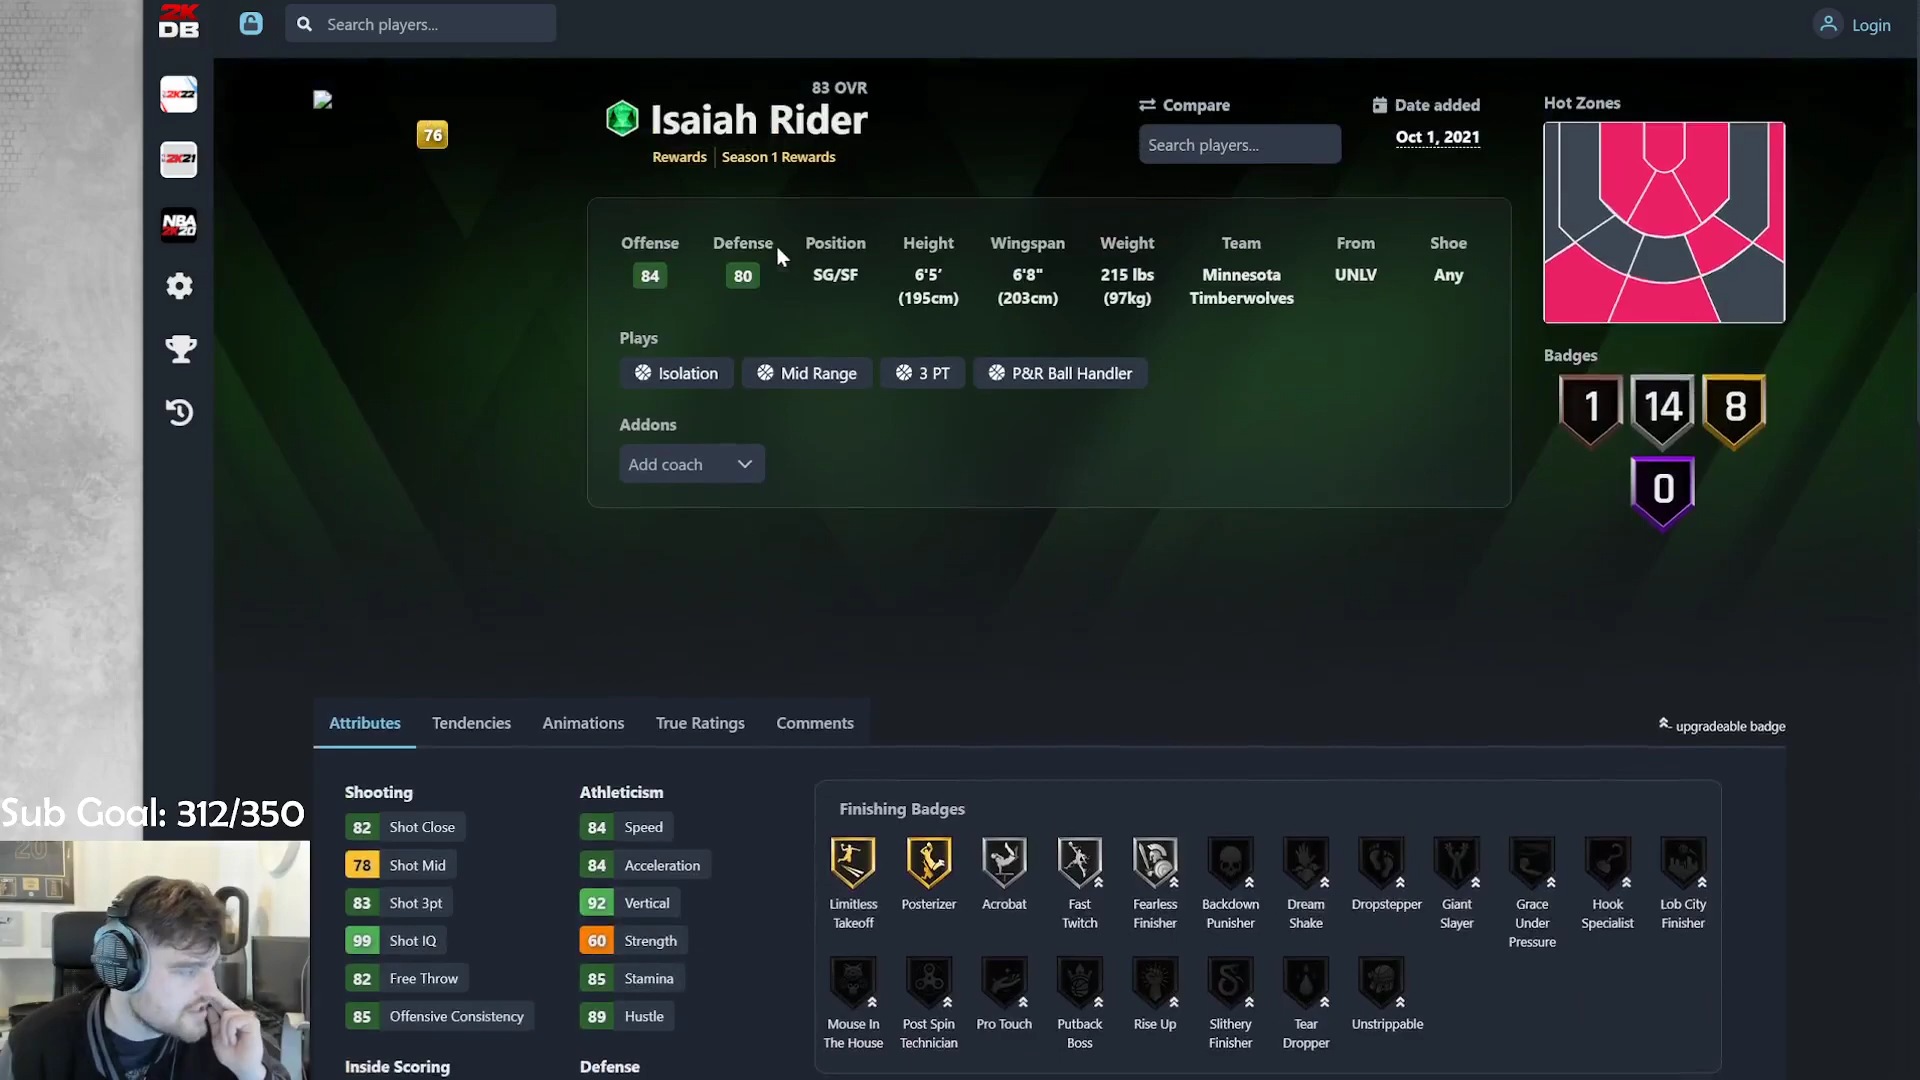 2K
DB
Search players...
Login
2K22
2K21
NBA
2K20
76
83 OVR
Isaiah Rider
Rewards | Season 1 Rewards
Compare
Search players...
Date added
Oct 1, 2021
Hot Zones
Offense Defense Position Height Wingspan Weight Team From Shoe
84 80 SG/SF 6'5' 6'8" 215 lbs Minnesota UNLV Any
(195cm) (203cm) (97kg) Timberwolves
Plays
Isolation Mid Range 3 PT P&R Ball Handler
Addons
Add coach
Badges
1 14 8
0
Attributes Tendencies Animations True Ratings Comments
upgradeable badge
Shooting
82 Shot Close
78 Shot Mid
83 Shot 3pt
99 Shot IQ
82 Free Throw
85 Offensive Consistency
Inside Scoring
Athleticism
84 Speed
84 Acceleration
92 Vertical
60 Strength
85 Stamina
89 Hustle
Defense
Finishing Badges
Limitless Takeoff
Posterizer
Acrobat
Fast Twitch
Fearless Finisher
Backdown Punisher
Dream Shake
Dropstepper
Giant Slayer
Grace Under Pressure
Hook Specialist
Lob City Finisher
Mouse In The House
Post Spin Technician
Pro Touch
Putback Boss
Rise Up
Slithery Finisher
Tear Dropper
Unstrippable
Sub Goal: 312/350
20